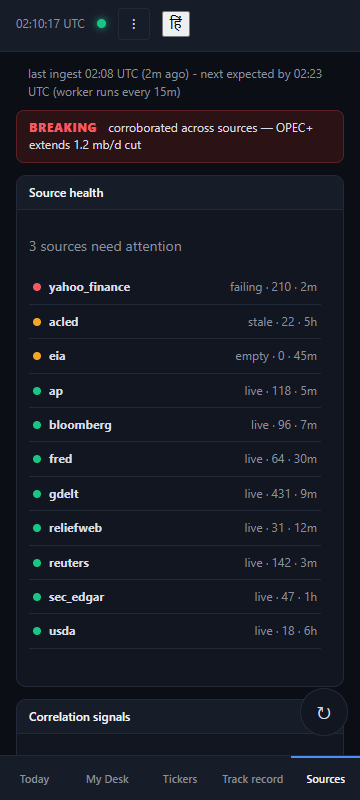 02:10:17 UTC
हिं
last ingest 02:08 UTC (2m ago) - next expected by 02:23
UTC (worker runs every 15m)
BREAKING corroborated across sources — OPEC+
extends 1.2 mb/d cut
Source health
3 sources need attention
yahoo_finance failing · 210 · 2m
acled stale · 22 · 5h
eia empty · 0 · 45m
ap live · 118 · 5m
bloomberg live · 96 · 7m
fred live · 64 · 30m
gdelt live · 431 · 9m
reliefweb live · 31 · 12m
reuters live · 142 · 3m
sec_edgar live · 47 · 1h
usda live · 18 · 6h
Correlation signals
Today My Desk Tickers Track record Sources